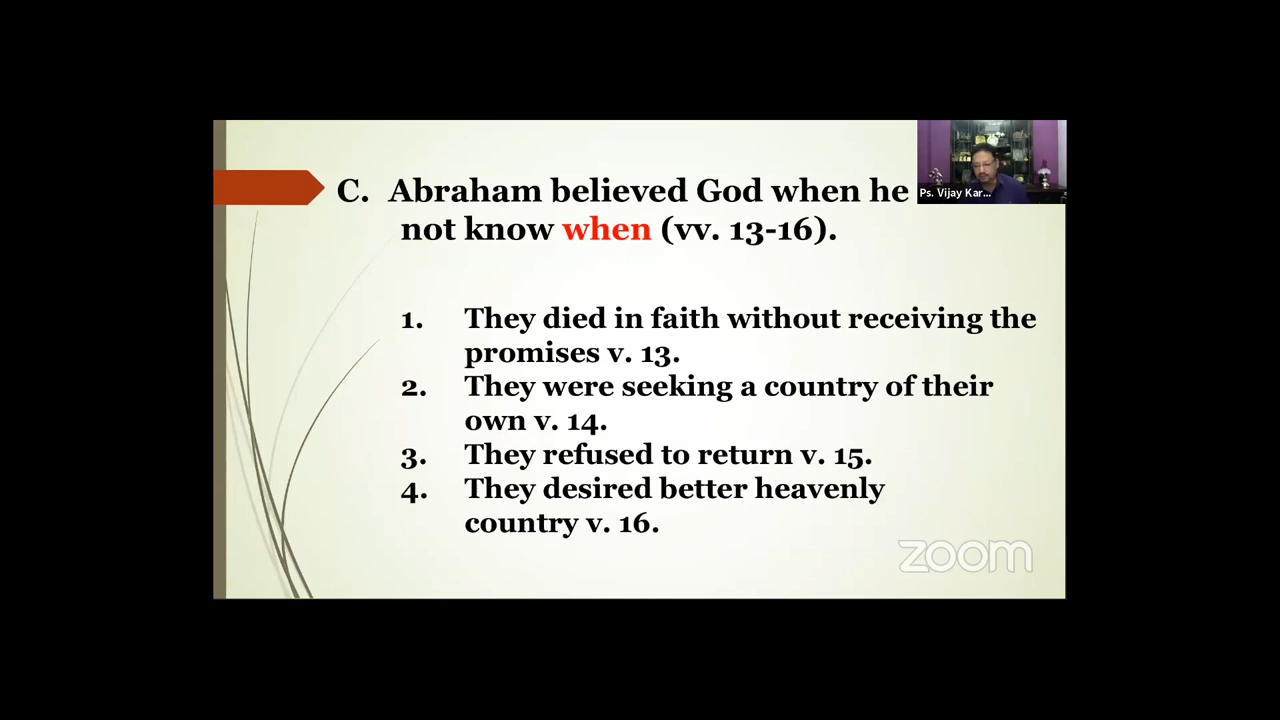 C. Abraham believed God when he
not know when (vv. 13-16).
Ps. Vijay Kar...
1. They died in faith without receiving the
promises v. 13.
2. They were seeking a country of their
own v. 14.
3. They refused to return v. 15.
4. They desired better heavenly
country v. 16.
zoom